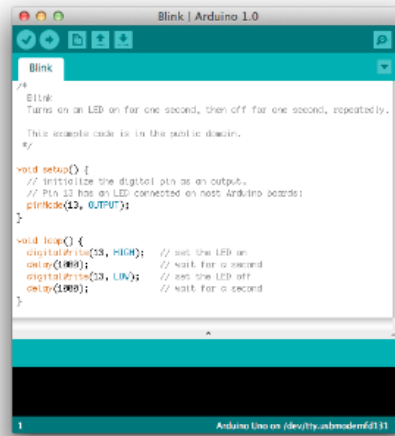 Blink | Arduino 1.0
Blink
/*
Blink
Turns on an LED on for one second, then off for one second, repeatedly.
This example code is in the public domain.
*/
void setup() {
// initialize the digital pin as an output.
// Pin 13 has an LED connected on most Arduino boards:
pinMode(13, OUTPUT);
}
void loop() {
digitalWrite(13, HIGH);   // set the LED on
delay(1000);   // wait for a second
digitalWrite(13, LOW);   // set the LED off
delay(1000);   // wait for a second
}
1 Arduino Uno on /dev/tty.usbmodemfd131